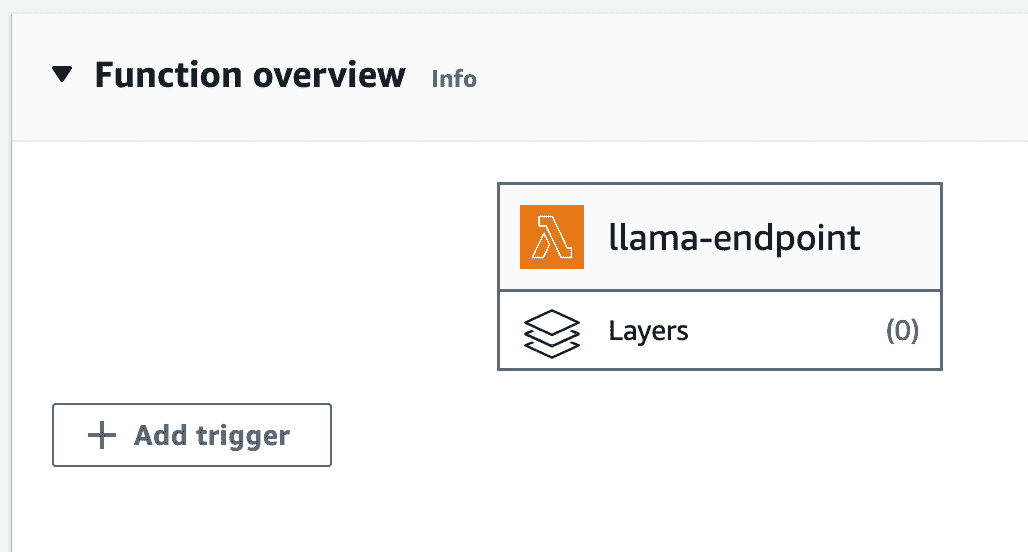 Function overview Info
llama-endpoint
Layers (0)
Add trigger